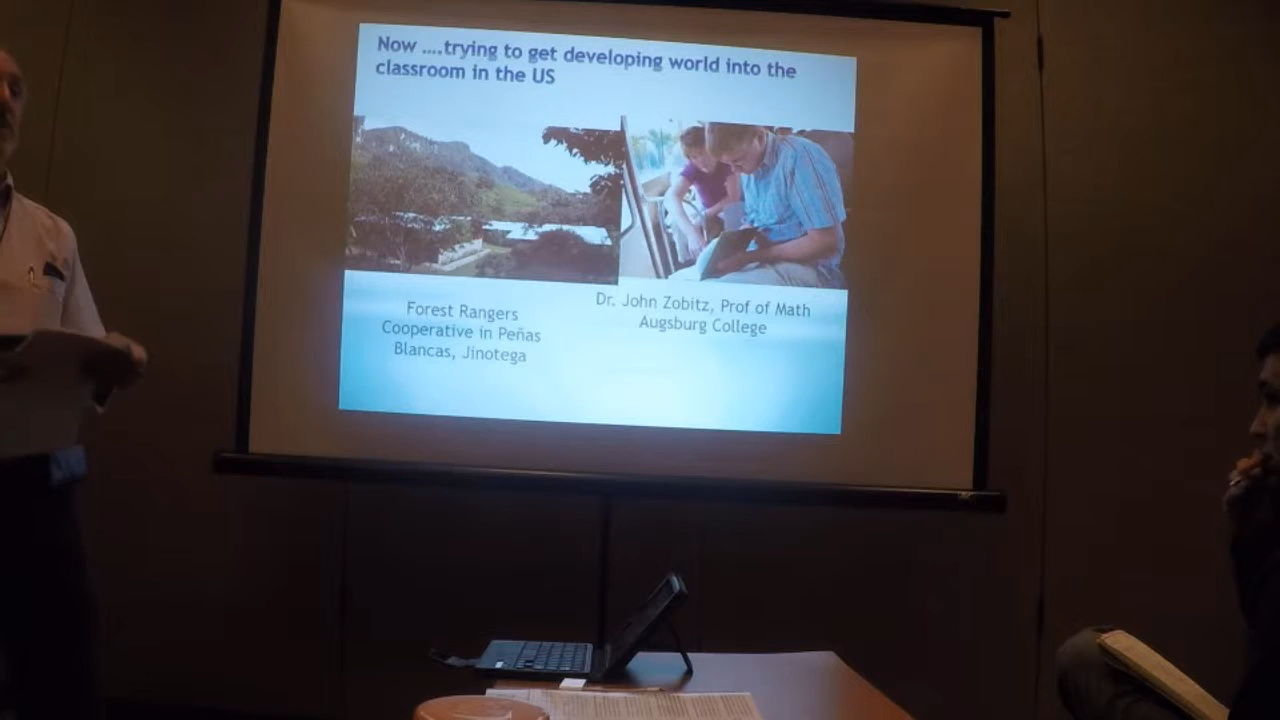 Now ....trying to get developing world into the
classroom in the US
Forest Rangers
Cooperative in Peñas
Blancas, Jinotega
Dr. John Zobitz, Prof of Math
Augsburg College